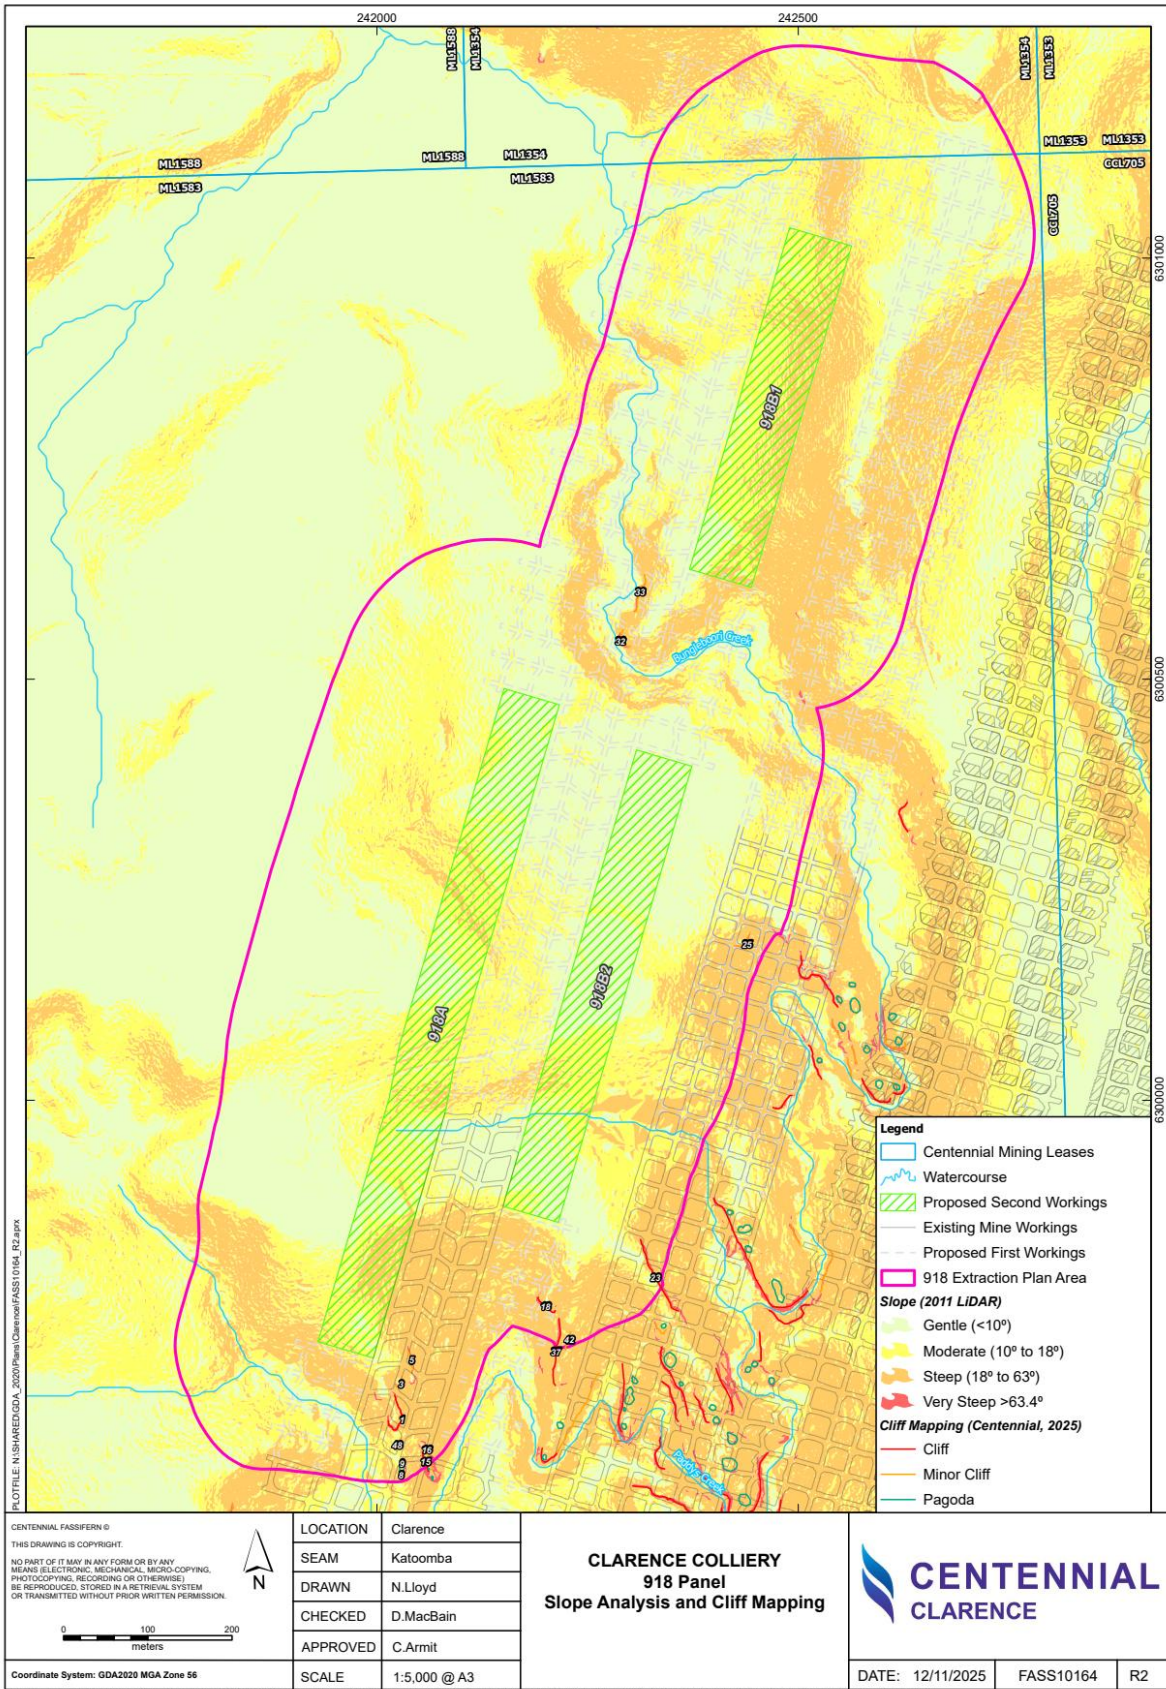 242000
242500
ML1588
ML1354
ML1354
ML1353
ML1588
ML1583
ML1588
ML1354
ML1583
ML1353
ML1353
CCL705
CCL705
6301000
918B1
33
32
Bungleboori Creek
6300500
25
918B2
918A
6300000
23
18
42
37
5
3
1
48
16
9
15
8
Paddys Creek
Legend
Centennial Mining Leases
Watercourse
Proposed Second Workings
Existing Mine Workings
Proposed First Workings
918 Extraction Plan Area
Slope (2011 LiDAR)
Gentle (<10º)
Moderate (10º to 18º)
Steep (18º to 63º)
Very Steep >63.4º
Cliff Mapping (Centennial, 2025)
Cliff
Minor Cliff
Pagoda
PLOTFILE: N:\SHARED\GDA_2020\Plans\Clarence\FASS10164_R2.aprx
CENTENNIAL FASSIFERN ©
THIS DRAWING IS COPYRIGHT.
NO PART OF IT MAY IN ANY FORM OR BY ANY
MEANS (ELECTRONIC, MECHANICAL, MICRO-COPYING,
PHOTOCOPYING, RECORDING OR OTHERWISE)
BE REPRODUCED, STORED IN A RETRIEVAL SYSTEM
OR TRANSMITTED WITHOUT PRIOR WRITTEN PERMISSION.
N
0 100 200
meters
Coordinate System: GDA2020 MGA Zone 56
LOCATION Clarence
SEAM Katoomba
DRAWN N.Lloyd
CHECKED D.MacBain
APPROVED C.Armit
SCALE 1:5,000 @ A3
CLARENCE COLLIERY
918 Panel
Slope Analysis and Cliff Mapping
CENTENNIAL
CLARENCE
DATE: 12/11/2025 FASS10164 R2